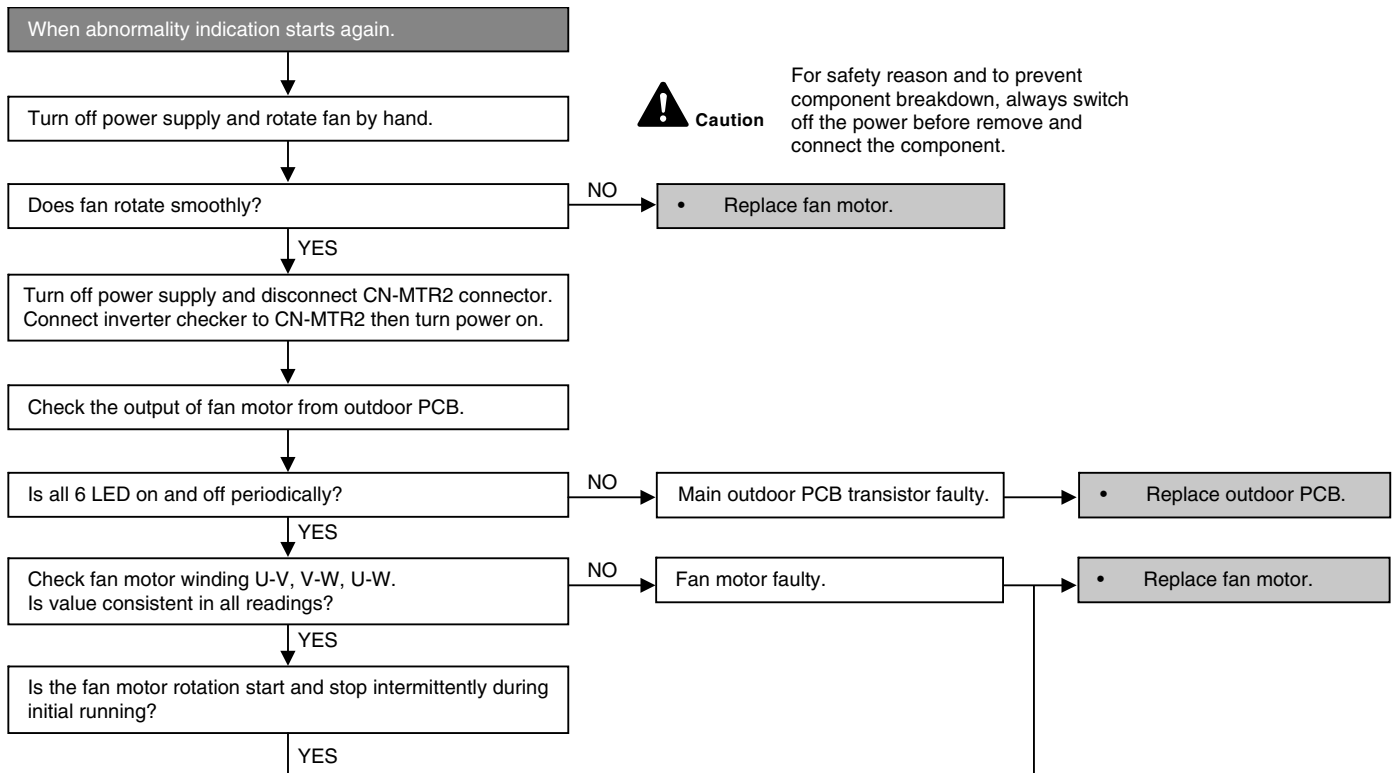 When abnormality indication starts again.
Turn off power supply and rotate fan by hand.
Caution
For safety reason and to prevent
component breakdown, always switch
off the power before remove and
connect the component.
Does fan rotate smoothly?
NO
• Replace fan motor.
YES
Turn off power supply and disconnect CN-MTR2 connector.
Connect inverter checker to CN-MTR2 then turn power on.
Check the output of fan motor from outdoor PCB.
Is all 6 LED on and off periodically?
NO
Main outdoor PCB transistor faulty.
• Replace outdoor PCB.
YES
Check fan motor winding U-V, V-W, U-W.
Is value consistent in all readings?
NO
Fan motor faulty.
• Replace fan motor.
YES
Is the fan motor rotation start and stop intermittently during
initial running?
YES